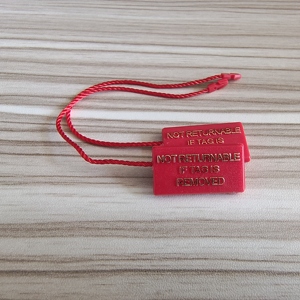 NOT RETURNABLE
IF TAG IS
NOT RETURNABLE
IF TAG IS
REMOVED